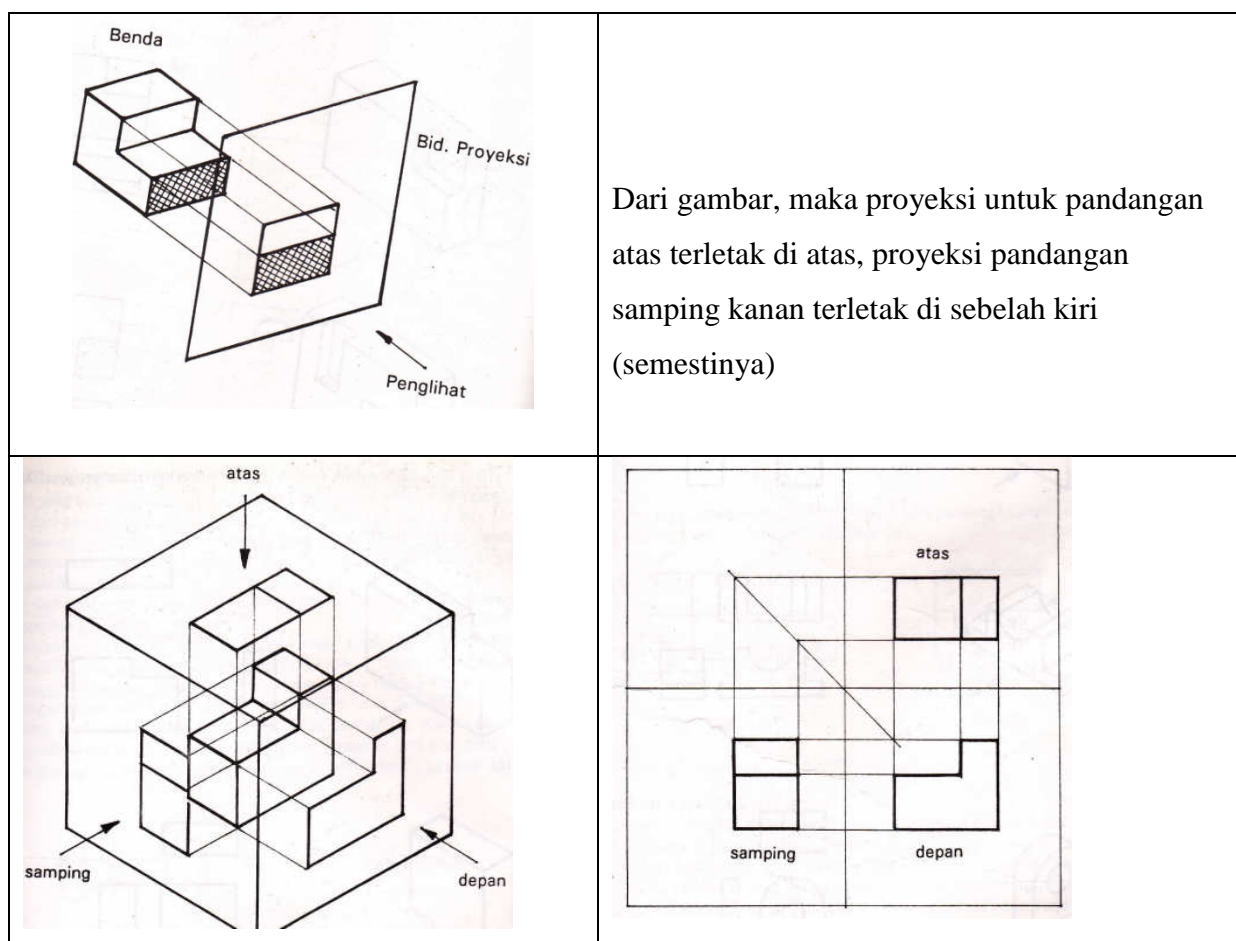 Benda
Bid. Proyeksi
Penglihat
Dari gambar, maka proyeksi untuk pandangan
atas terletak di atas, proyeksi pandangan
samping kanan terletak di sebelah kiri
(semestinya)
atas
samping
depan
atas
samping
depan